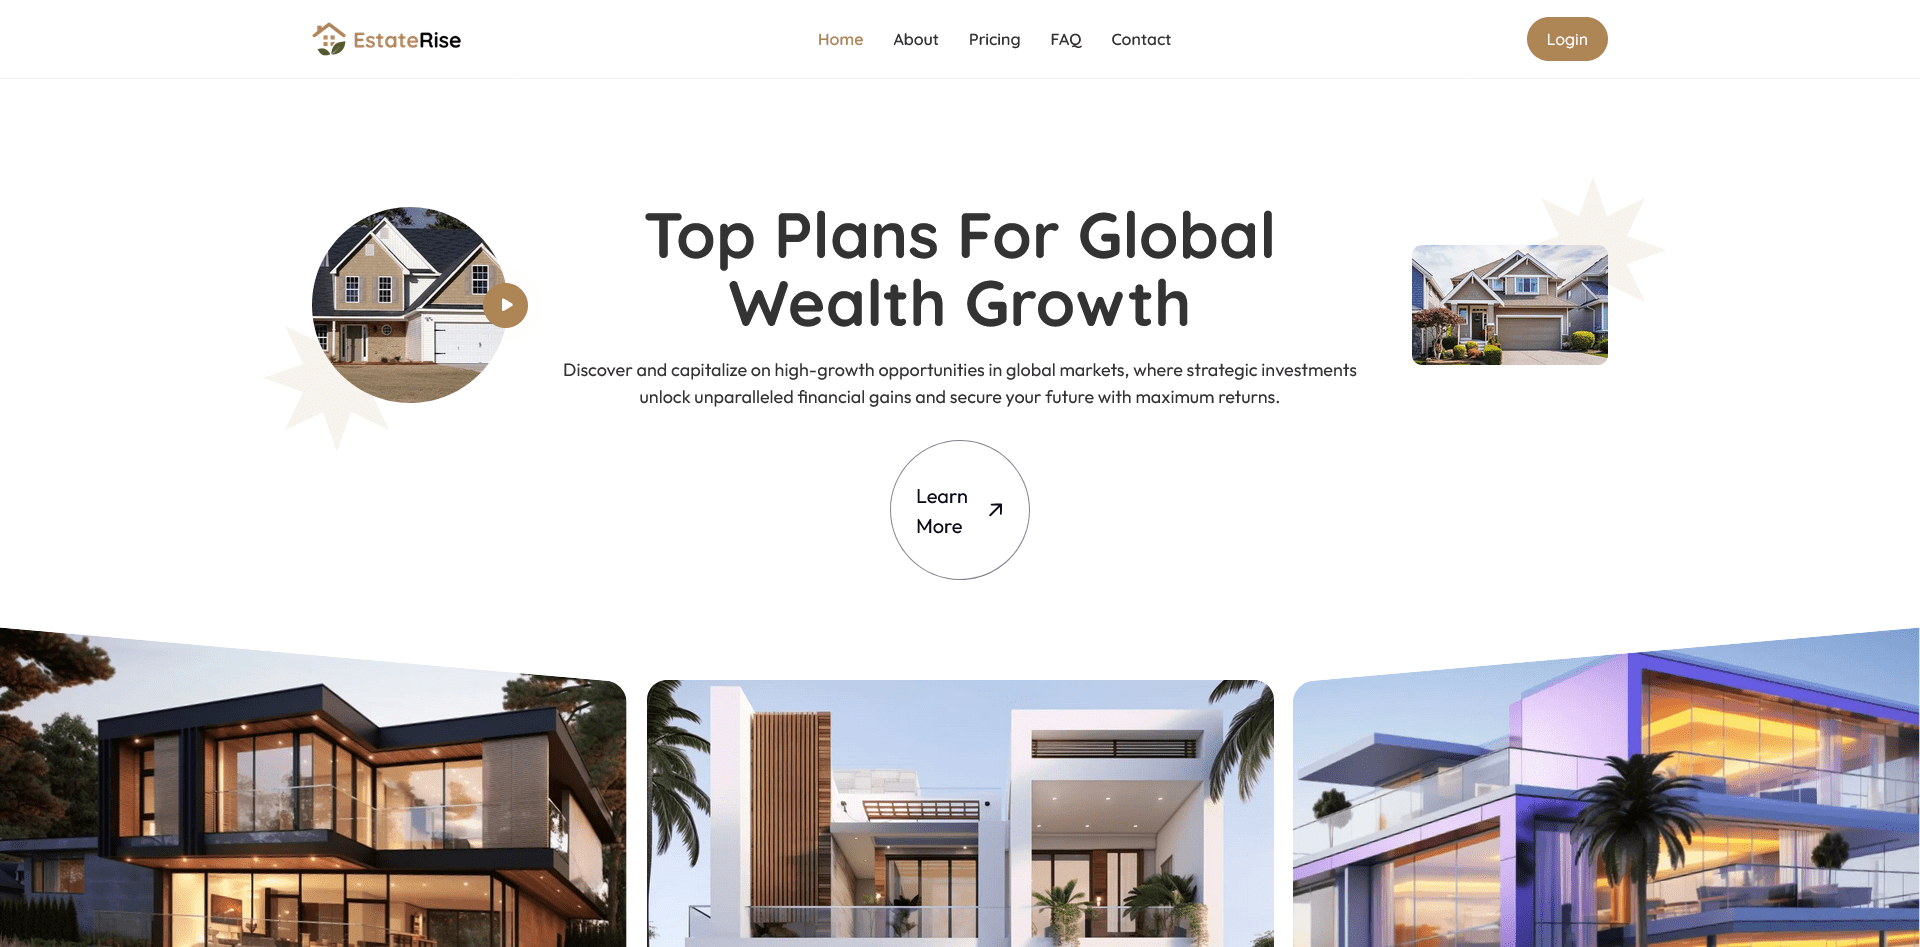 EstateRise
Home
About
Pricing
FAQ
Contact
Login
Top Plans For Global
Wealth Growth
Discover and capitalize on high-growth opportunities in global markets, where strategic investments
unlock unparalleled financial gains and secure your future with maximum returns.
Learn
More